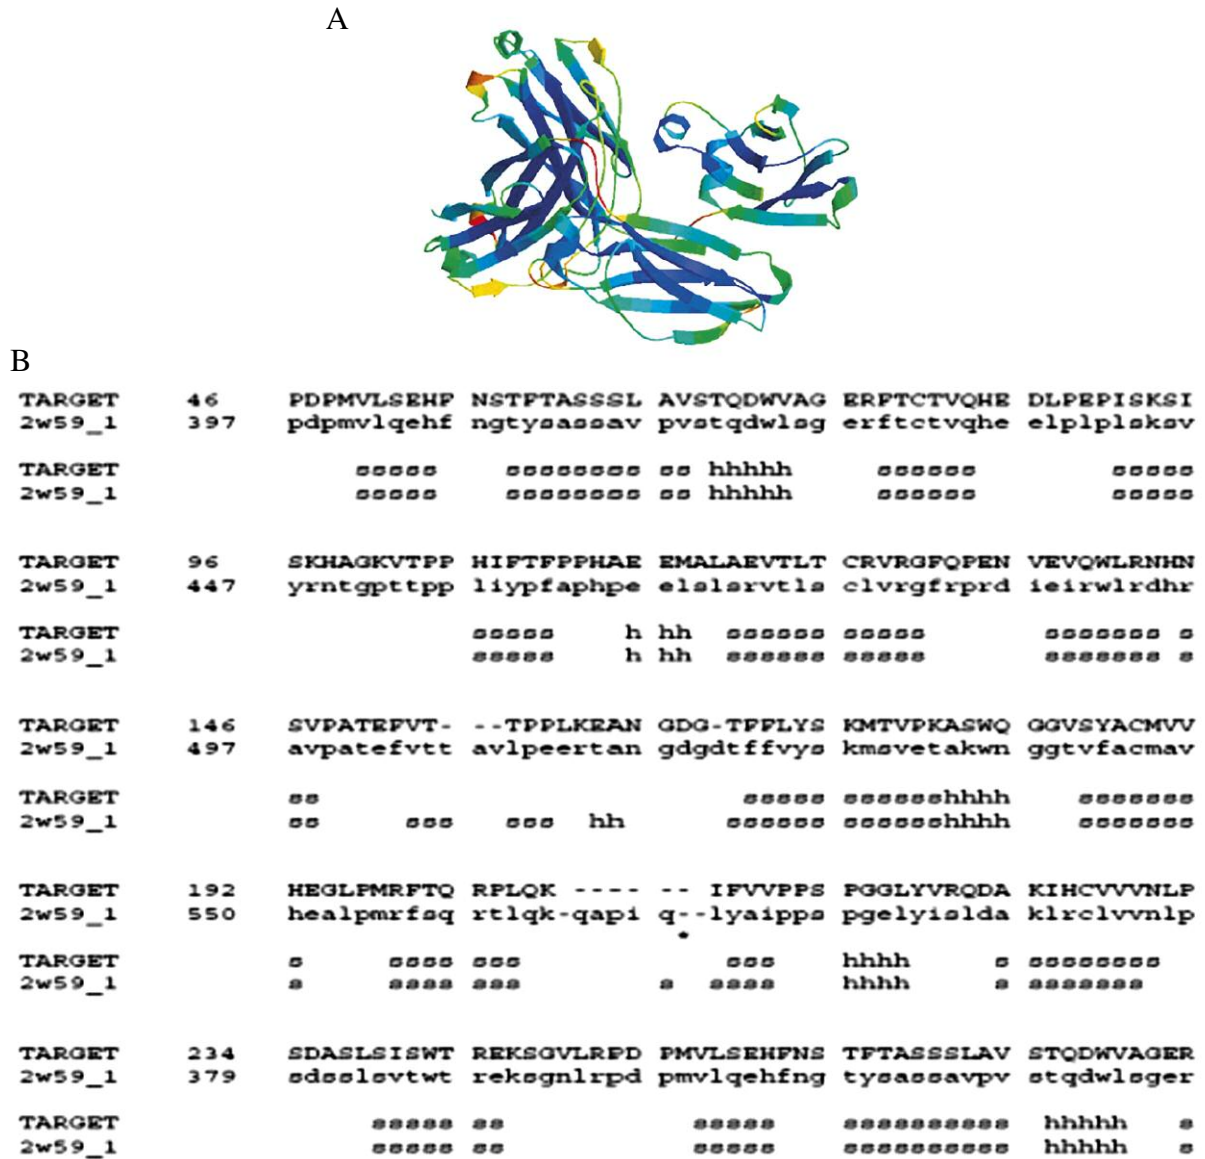 A
B
TARGET 46 PDPMVLSEHF NSTFTASSSL AVSTQDWVAG ERFTCTVQHE DLPEPISKSI
2w59_1 397 pdpmvlqehf ngtysassav pvstqdwlsg erftctvqhe elplplsksv
TARGET sssss ssssssss ss hhhhh ssssss sssss
2w59_1 sssss ssssssss ss hhhhh ssssss sssss
TARGET 96 SKHAGKVTPP HIFTFPPHAE EMALAEVTLT CRVRGFQPEN VEVQWLRNHN
2w59_1 447 yrntgpttpp liypfaphpe elslsrvtls clvrgfrprd ieirwlrdhr
TARGET sssss h hh ssssss sssss sssssss s
2w59_1 sssss h hh ssssss sssss sssssss s
TARGET 146 SVPATEFVT- --TPPLKEAN GDG-TFFLYS KMTVPKASWQ GGVSYACMVV
2w59_1 497 avpatefvtt avlpeertan gdgdtffvys kmsvetakwn ggtvfacmav
TARGET ss sssss sssssshhhh sssssss
2w59_1 ss sss sss hh ssssss sssssshhhh sssssss
TARGET 192 HEGLPMRFTQ RPLQK ---- -- IFVVPPS PGGLYVRQDA KIHCVVVNLP
2w59_1 550 healpmrfsq rtlqk-qapi q--lyaipps pgelyislda klrclvvnlp
TARGET s ssss sss sss hhhh s ssssssss
2w59_1 s ssss sss s ssss hhhh s sssssss
TARGET 234 SDASLSISWT REKSGVLRPD PMVLSEHFNS TFTASSSLAV STQDWVAGER
2w59_1 379 sdsslsvtwt reksgnlrpd pmvlqehfng tysassavpv stqdwlsger
TARGET sssss ss sssss ssssssssss hhhhh s
2w59_1 sssss ss sssss ssssssssss hhhhh s